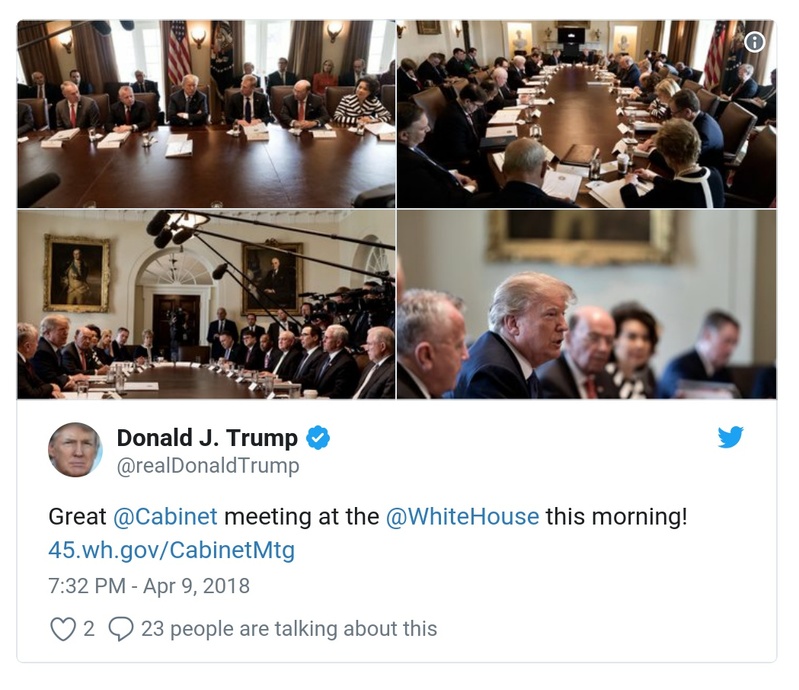 Donald J. Trump
@realDonaldTrump
Great @Cabinet meeting at the @WhiteHouse this morning!
45.wh.gov/CabinetMtg
7:32 PM - Apr 9, 2018
2 23 people are talking about this